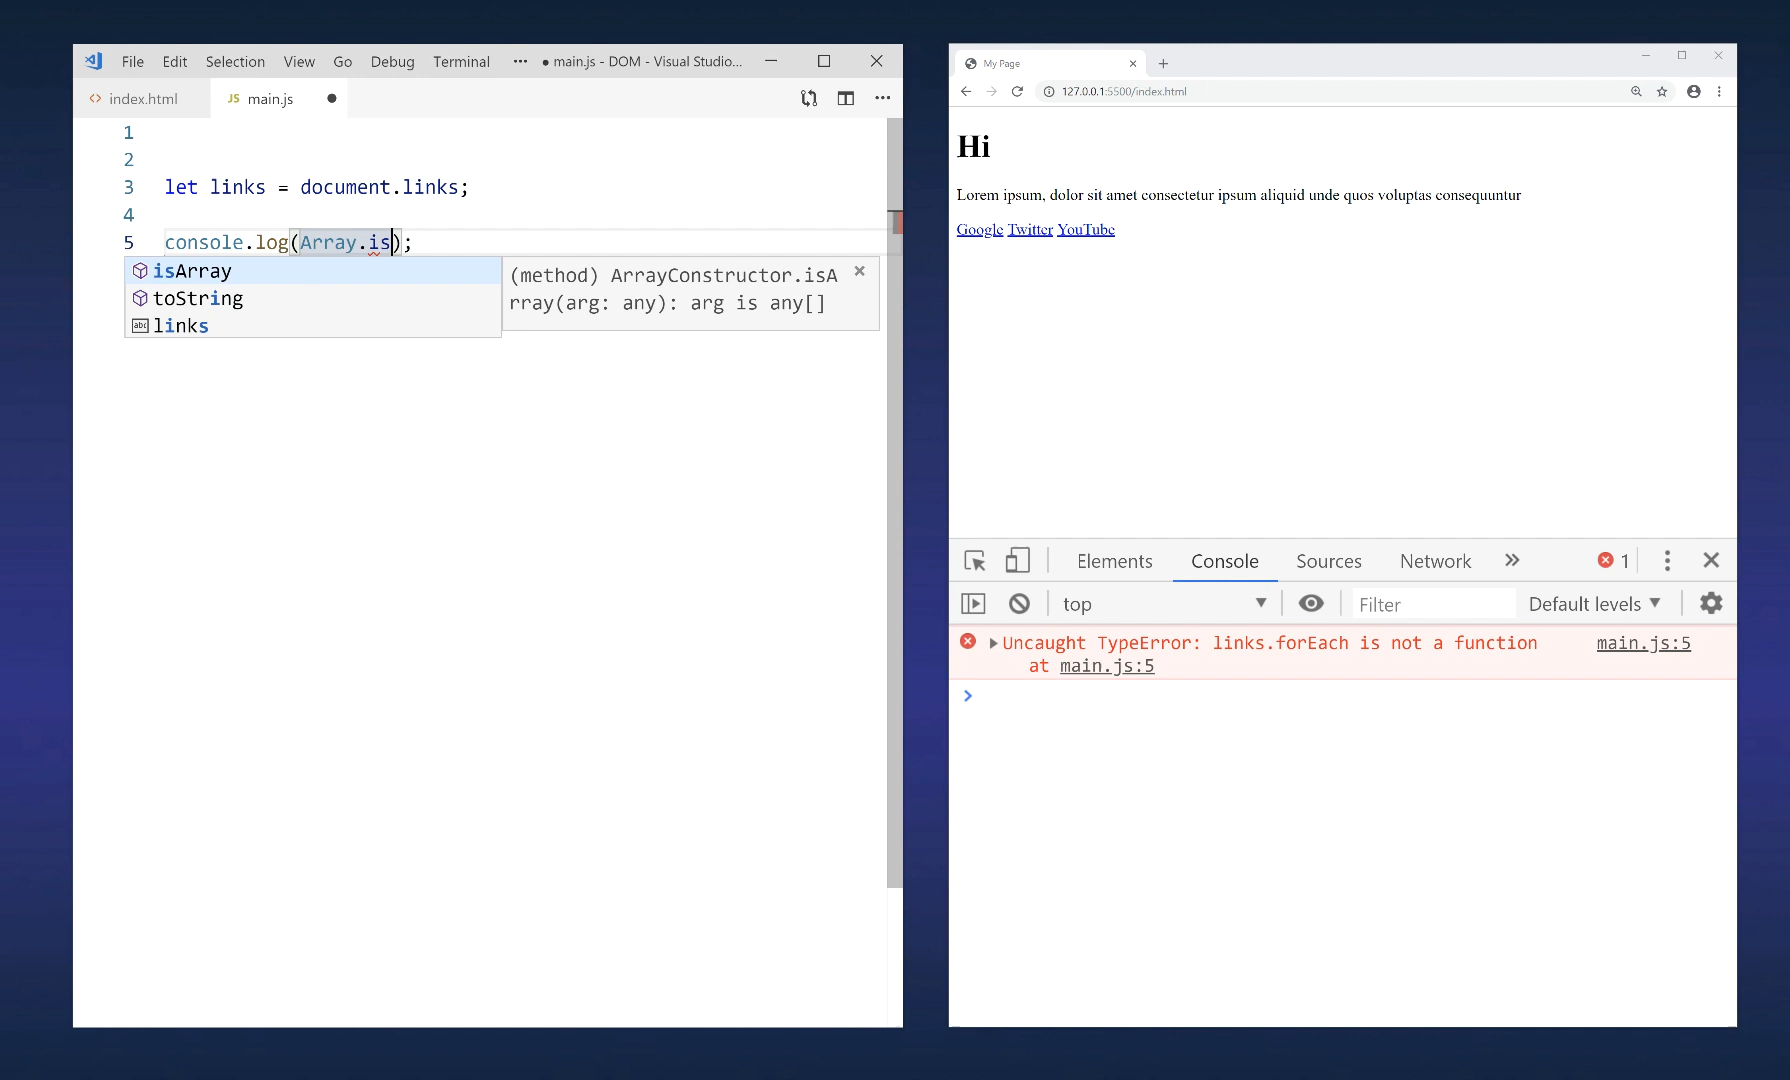 File Edit Selection View Go Debug Terminal ••• ● main.js - DOM - Visual Studio...
<> index.html JS main.js ●
1
2
3 let links = document.links;
4
5 console.log(Array.is);
isArray
toString
abc links
(method) ArrayConstructor.isA
rray(arg: any): arg is any[]
My Page
127.0.0.1:5500/index.html
Hi
Lorem ipsum, dolor sit amet consectetur ipsum aliquid unde quos voluptas consequuntur
Google Twitter YouTube
Elements Console Sources Network » 1
top Filter Default levels
Uncaught TypeError: links.forEach is not a function main.js:5
at main.js:5